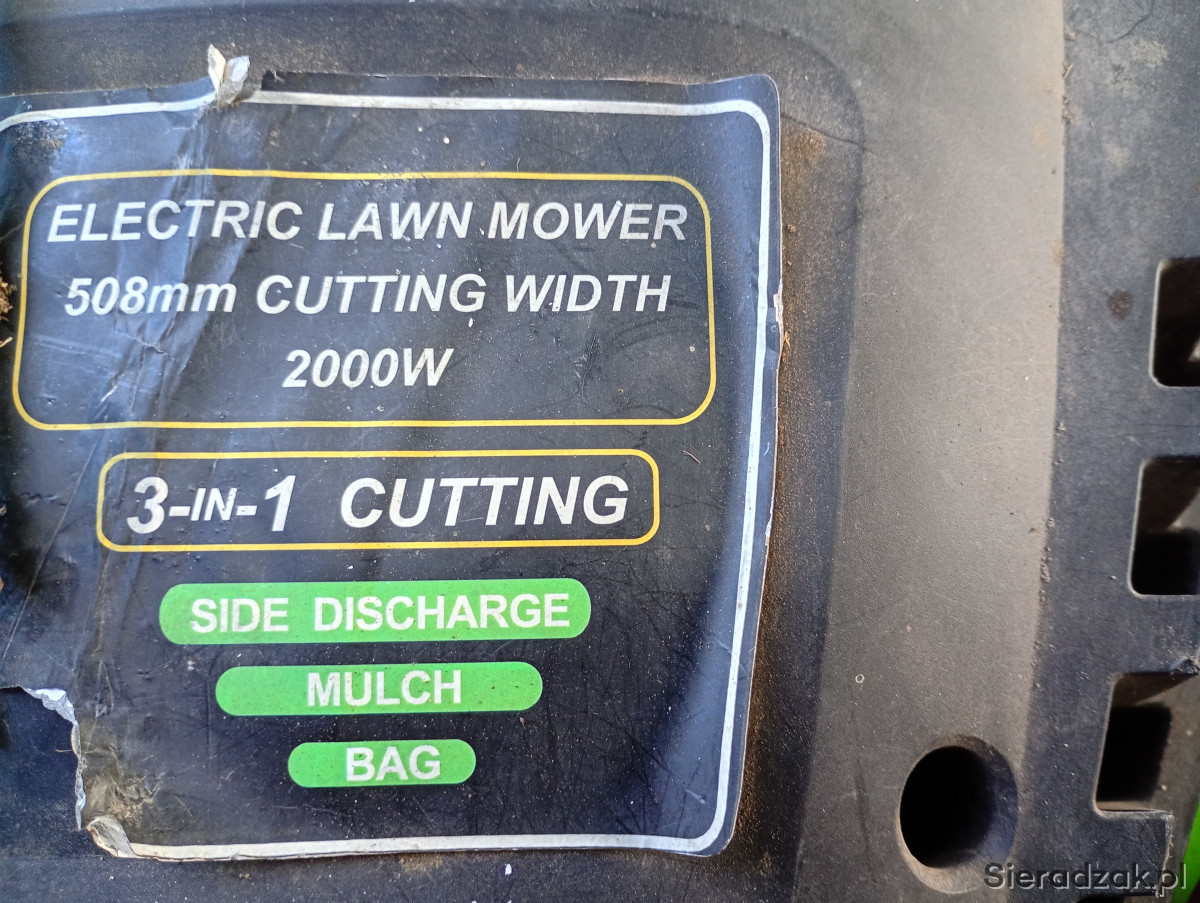 ELECTRIC LAWN MOWER
508mm CUTTING WIDTH
2000W
3-IN-1 CUTTING
SIDE DISCHARGE
MULCH
BAG
Sieradzak.pl